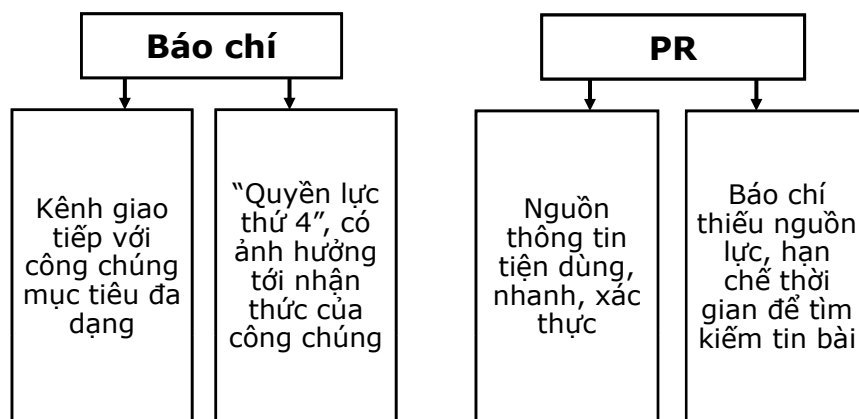 Báo chí
PR
Kênh giao
tiếp với
công chúng
mục tiêu đa
dạng
“Quyền lực
thứ 4”, có
ảnh hưởng
tới nhận
thức của
công chúng
Nguồn
thông tin
tiện dùng,
nhanh, xác
thực
Báo chí
thiếu nguồn
lực, hạn
chế thời
gian để tìm
kiếm tin bài